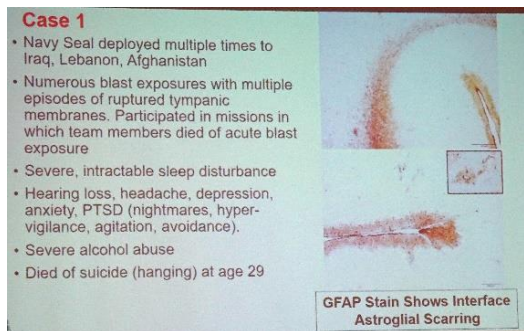 Case 1
• Navy Seal deployed multiple times to
Iraq, Lebanon, Afghanistan
• Numerous blast exposures with multiple
episodes of ruptured tympanic
membranes. Participated in missions in
which team members died of acute blast
exposure
• Severe, intractable sleep disturbance
• Hearing loss, headache, depression,
anxiety, PTSD (nightmares, hyper-
vigilance, agitation, avoidance).
• Severe alcohol abuse
• Died of suicide (hanging) at age 29
GFAP Stain Shows Interface
Astroglial Scarring